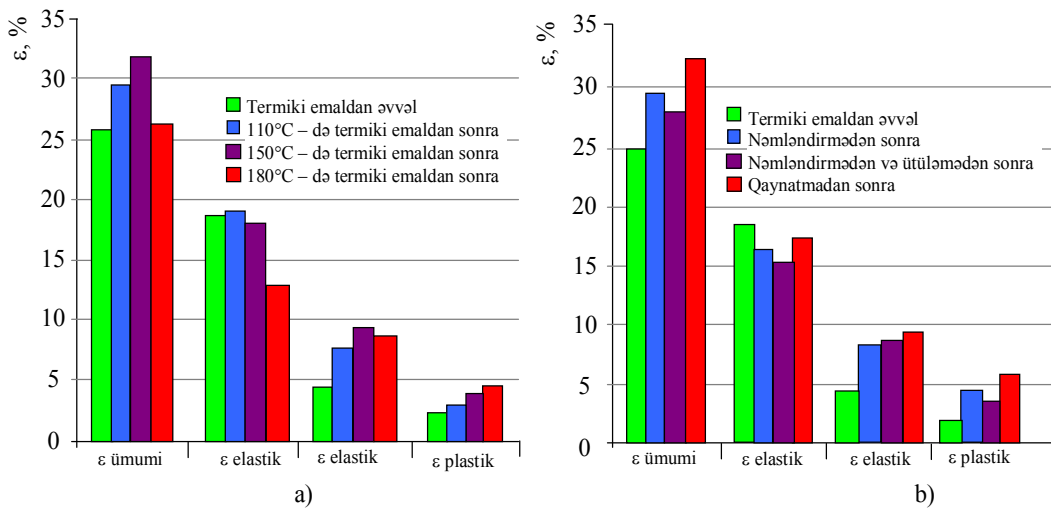 ε, %
35
30
25
20
15
10
5
0
Termiki emaldan əvvəl
110°C – də termiki emaldan sonra
150°C – də termiki emaldan sonra
180°C – də termiki emaldan sonra
ε ümumi
ε elastik
ε elastik
ε plastik
a)
ε, %
35
30
25
20
15
10
5
0
Termiki emaldan əvvəl
Nəmləndirmədən sonra
Nəmləndirmədən və ütüləmədən sonra
Qaynatmadan sonra
ε ümumi
ε elastik
ε elastik
ε plastik
b)